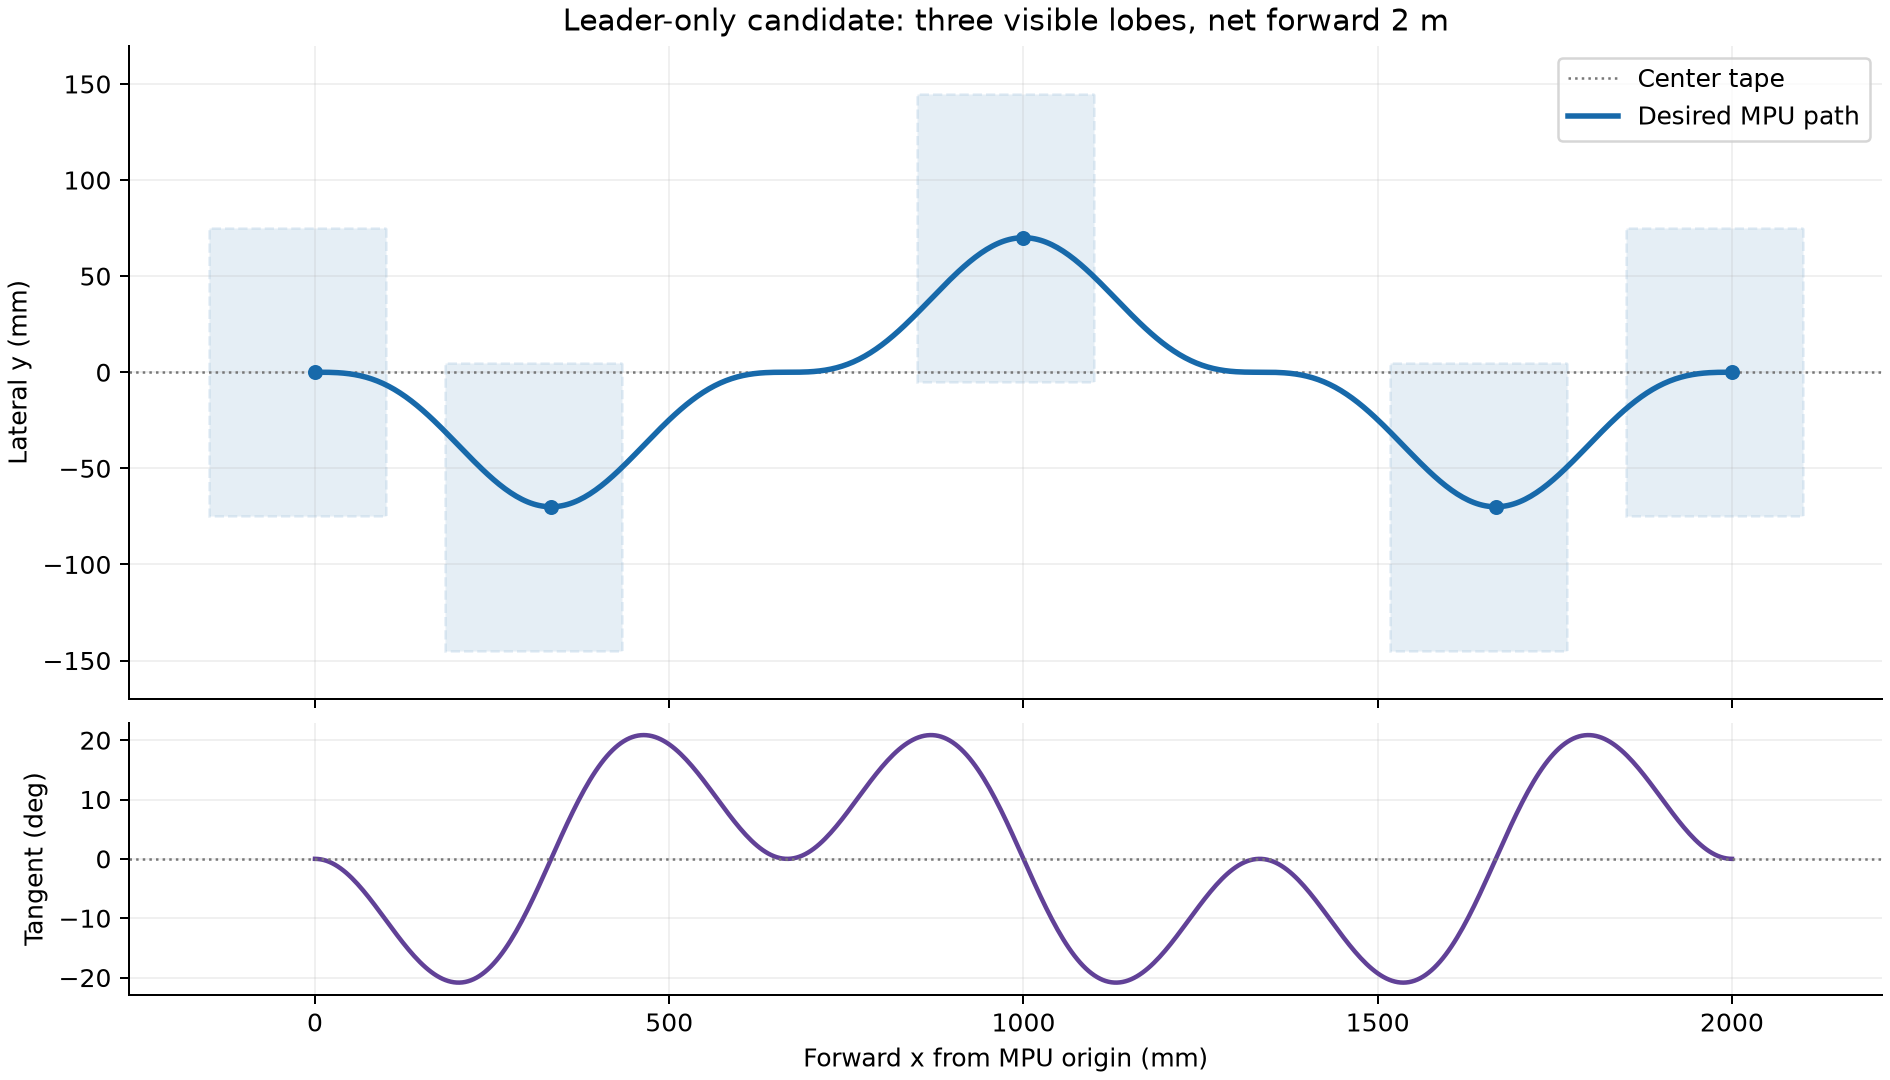 Leader-only candidate: three visible lobes, net forward 2 m
Center tape
Desired MPU path
Lateral y (mm)
150
100
50
0
−50
−100
−150
Tangent (deg)
20
10
0
−10
−20
0 500 1000 1500 2000
Forward x from MPU origin (mm)